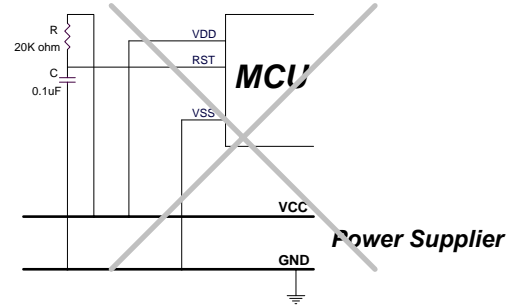 R
20K ohm
C
0.1uF
VDD
RST
VSS
MCU
VCC
Power Supplier
GND